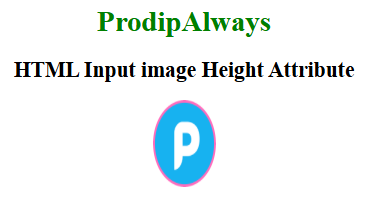 ProdipAlways
HTML Input image Height Attribute
P